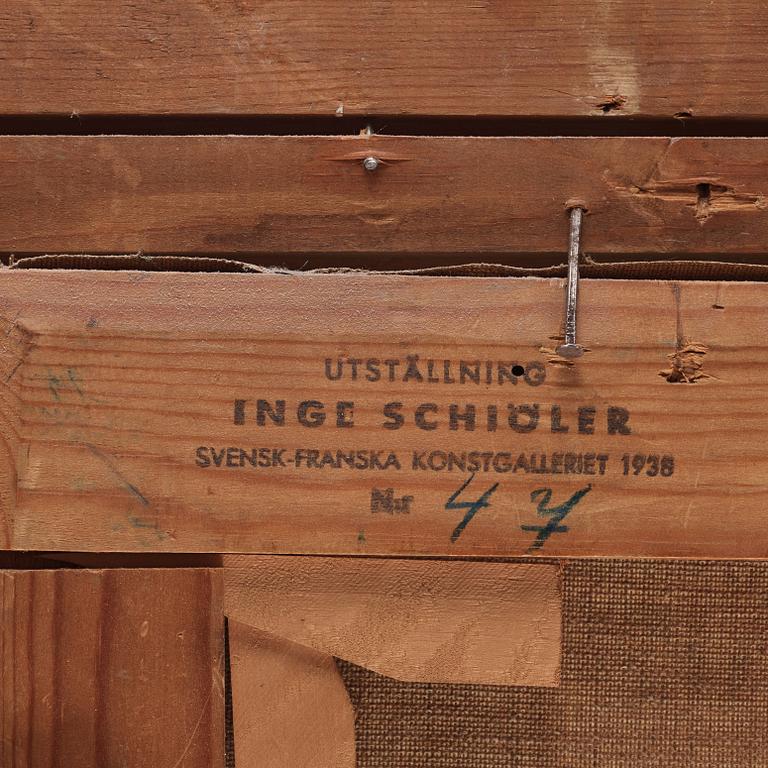 UTSTÄLLNING
INGE SCHIÖLER
SVENSK-FRANSKA KONSTGALLERIET 1938
Nr 47